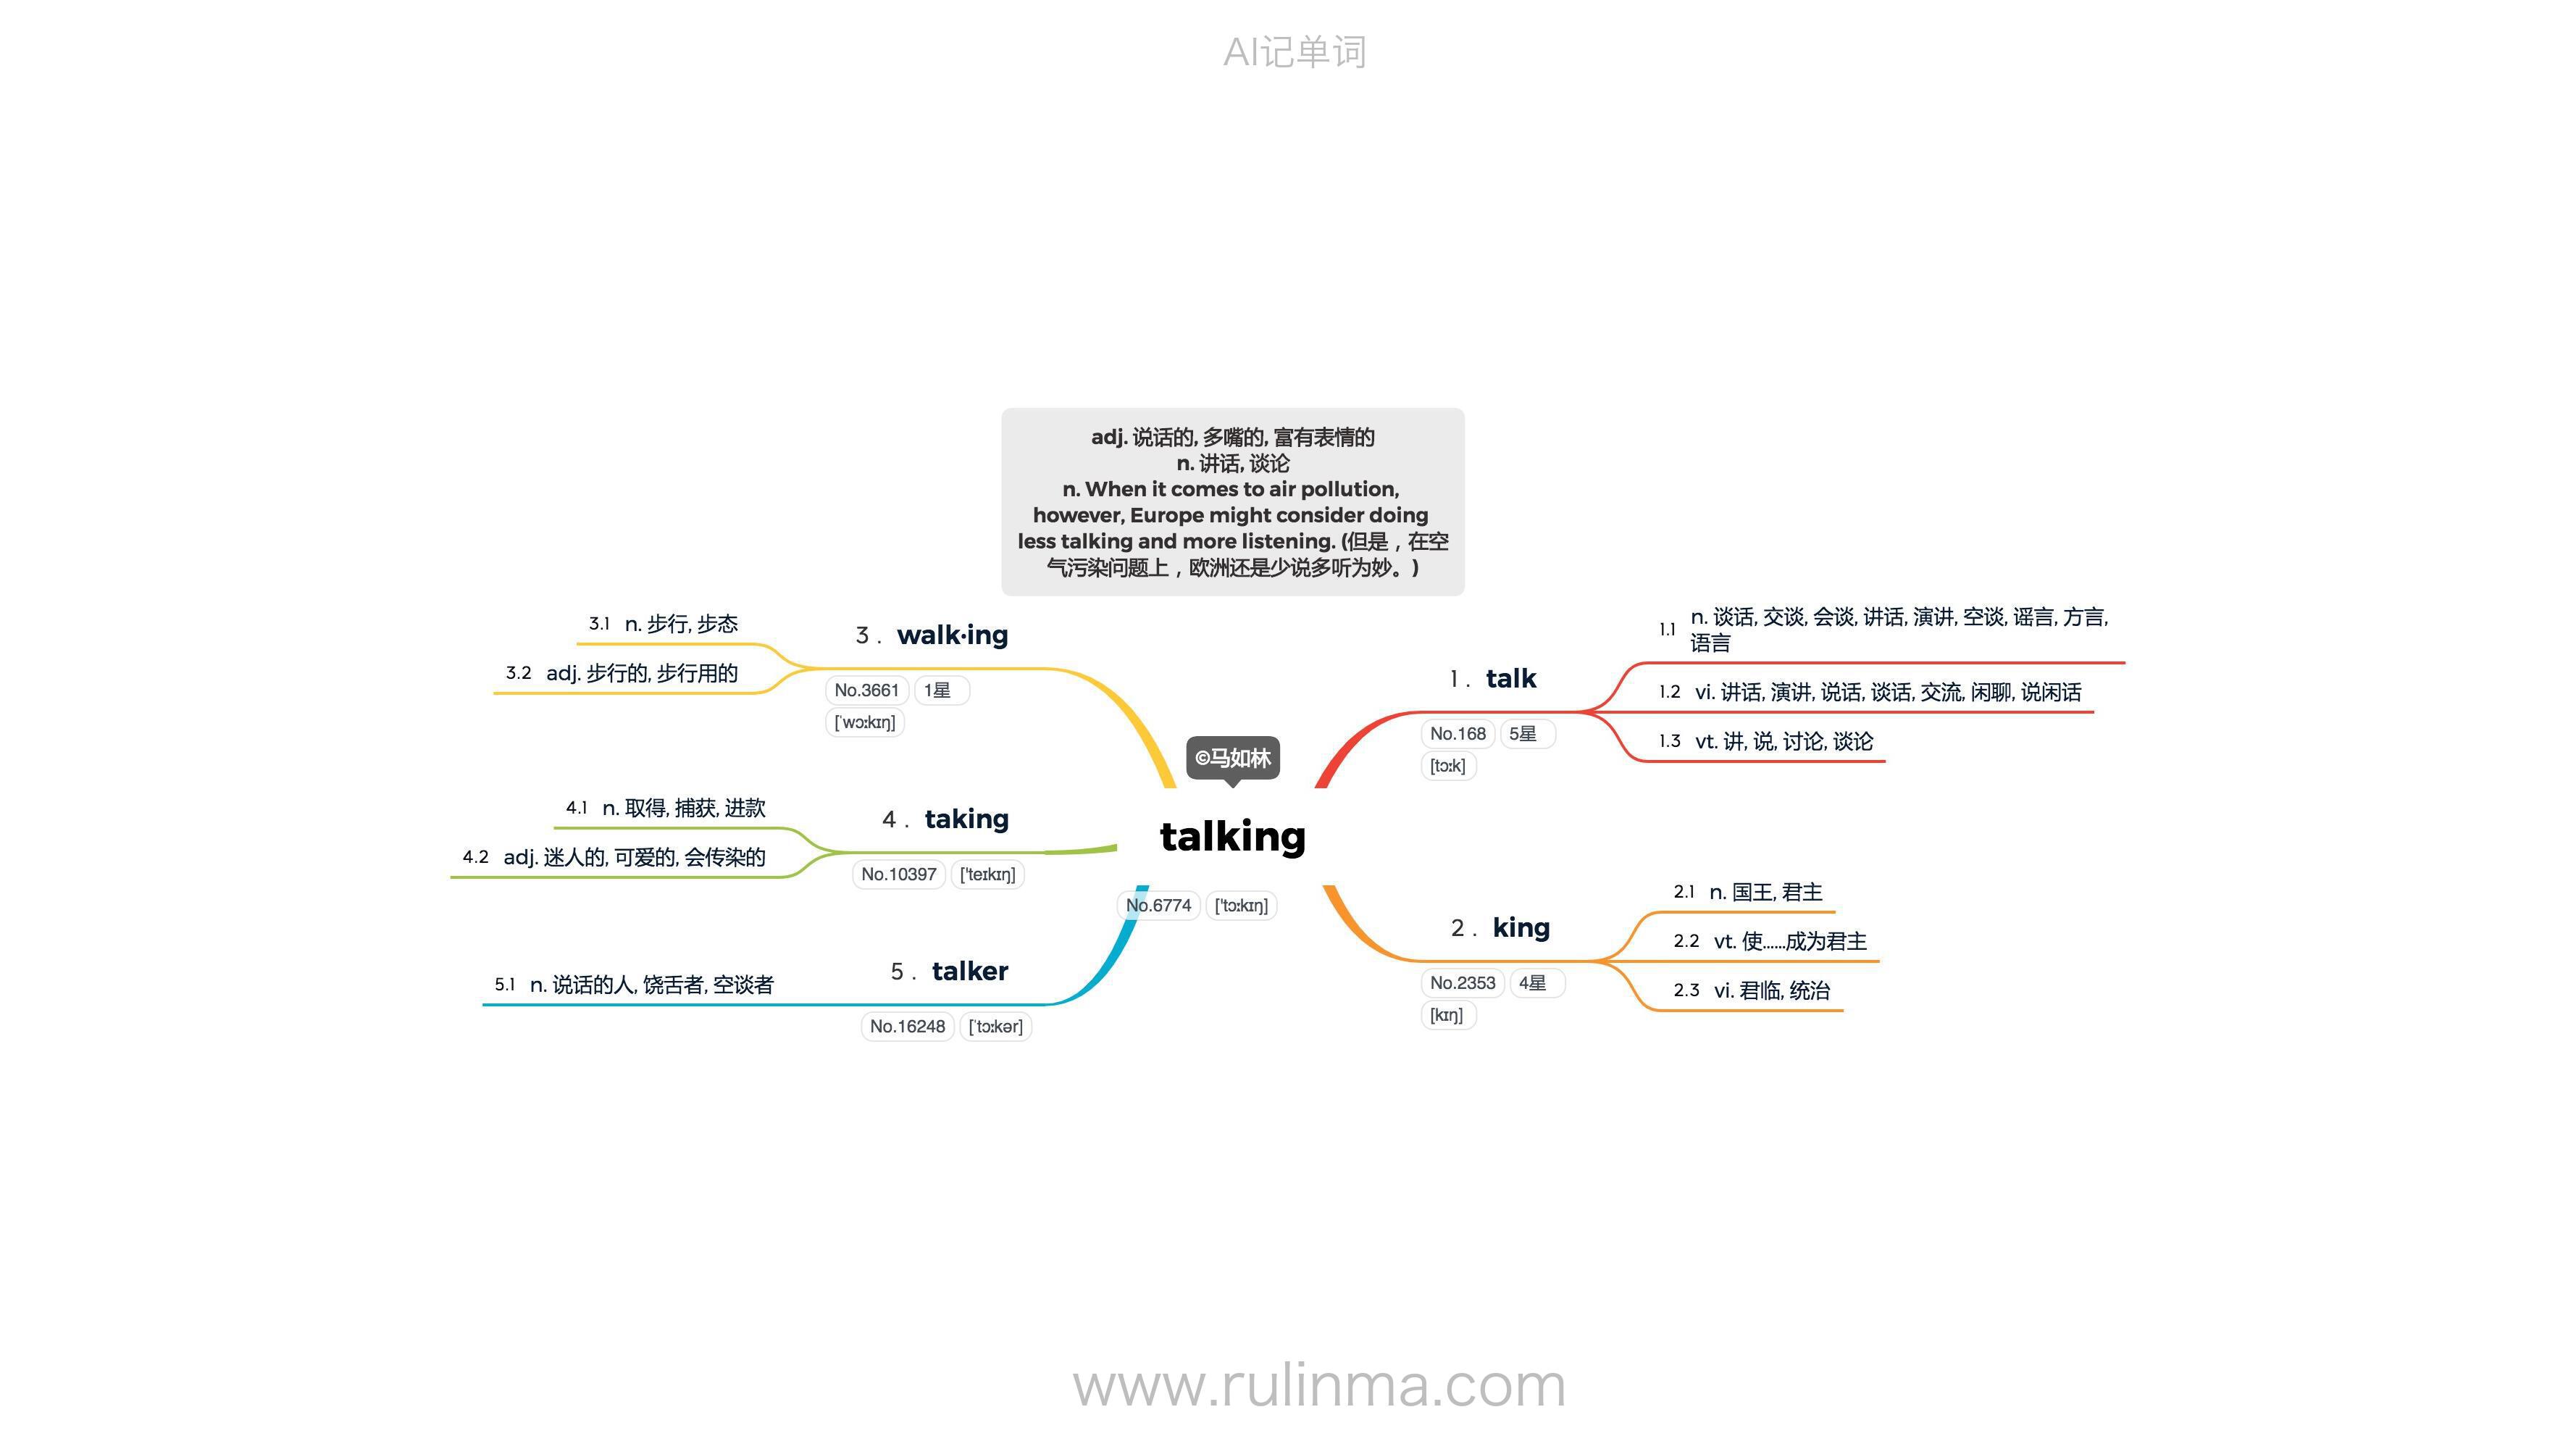 AI记单词
adj. 说话的, 多嘴的, 富有表情的
n. 讲话, 谈论
n. When it comes to air pollution,
however, Europe might consider doing
less talking and more listening. (但是，在空
气污染问题上，欧洲还是少说多听为妙。)
©马如林
talking
No.6774 ['tɔːkɪŋ]
1. talk
No.168 5星
[tɔːk]
1.1 n. 谈话, 交谈, 会谈, 讲话, 演讲, 空谈, 谣言, 方言,
语言
1.2 vi. 讲话, 演讲, 说话, 谈话, 交流, 闲聊, 说闲话
1.3 vt. 讲, 说, 讨论, 谈论
2. king
No.2353 4星
[kɪŋ]
2.1 n. 国王, 君主
2.2 vt. 使……成为君主
2.3 vi. 君临, 统治
3. walk·ing
No.3661 1星
[ˈwɔːkɪŋ]
3.1 n. 步行, 步态
3.2 adj. 步行的, 步行用的
4. taking
No.10397 ['teɪkɪŋ]
4.1 n. 取得, 捕获, 进款
4.2 adj. 迷人的, 可爱的, 会传染的
5. talker
No.16248 [ˈtɔːkər]
5.1 n. 说话的人, 饶舌者, 空谈者
www.rulinma.com